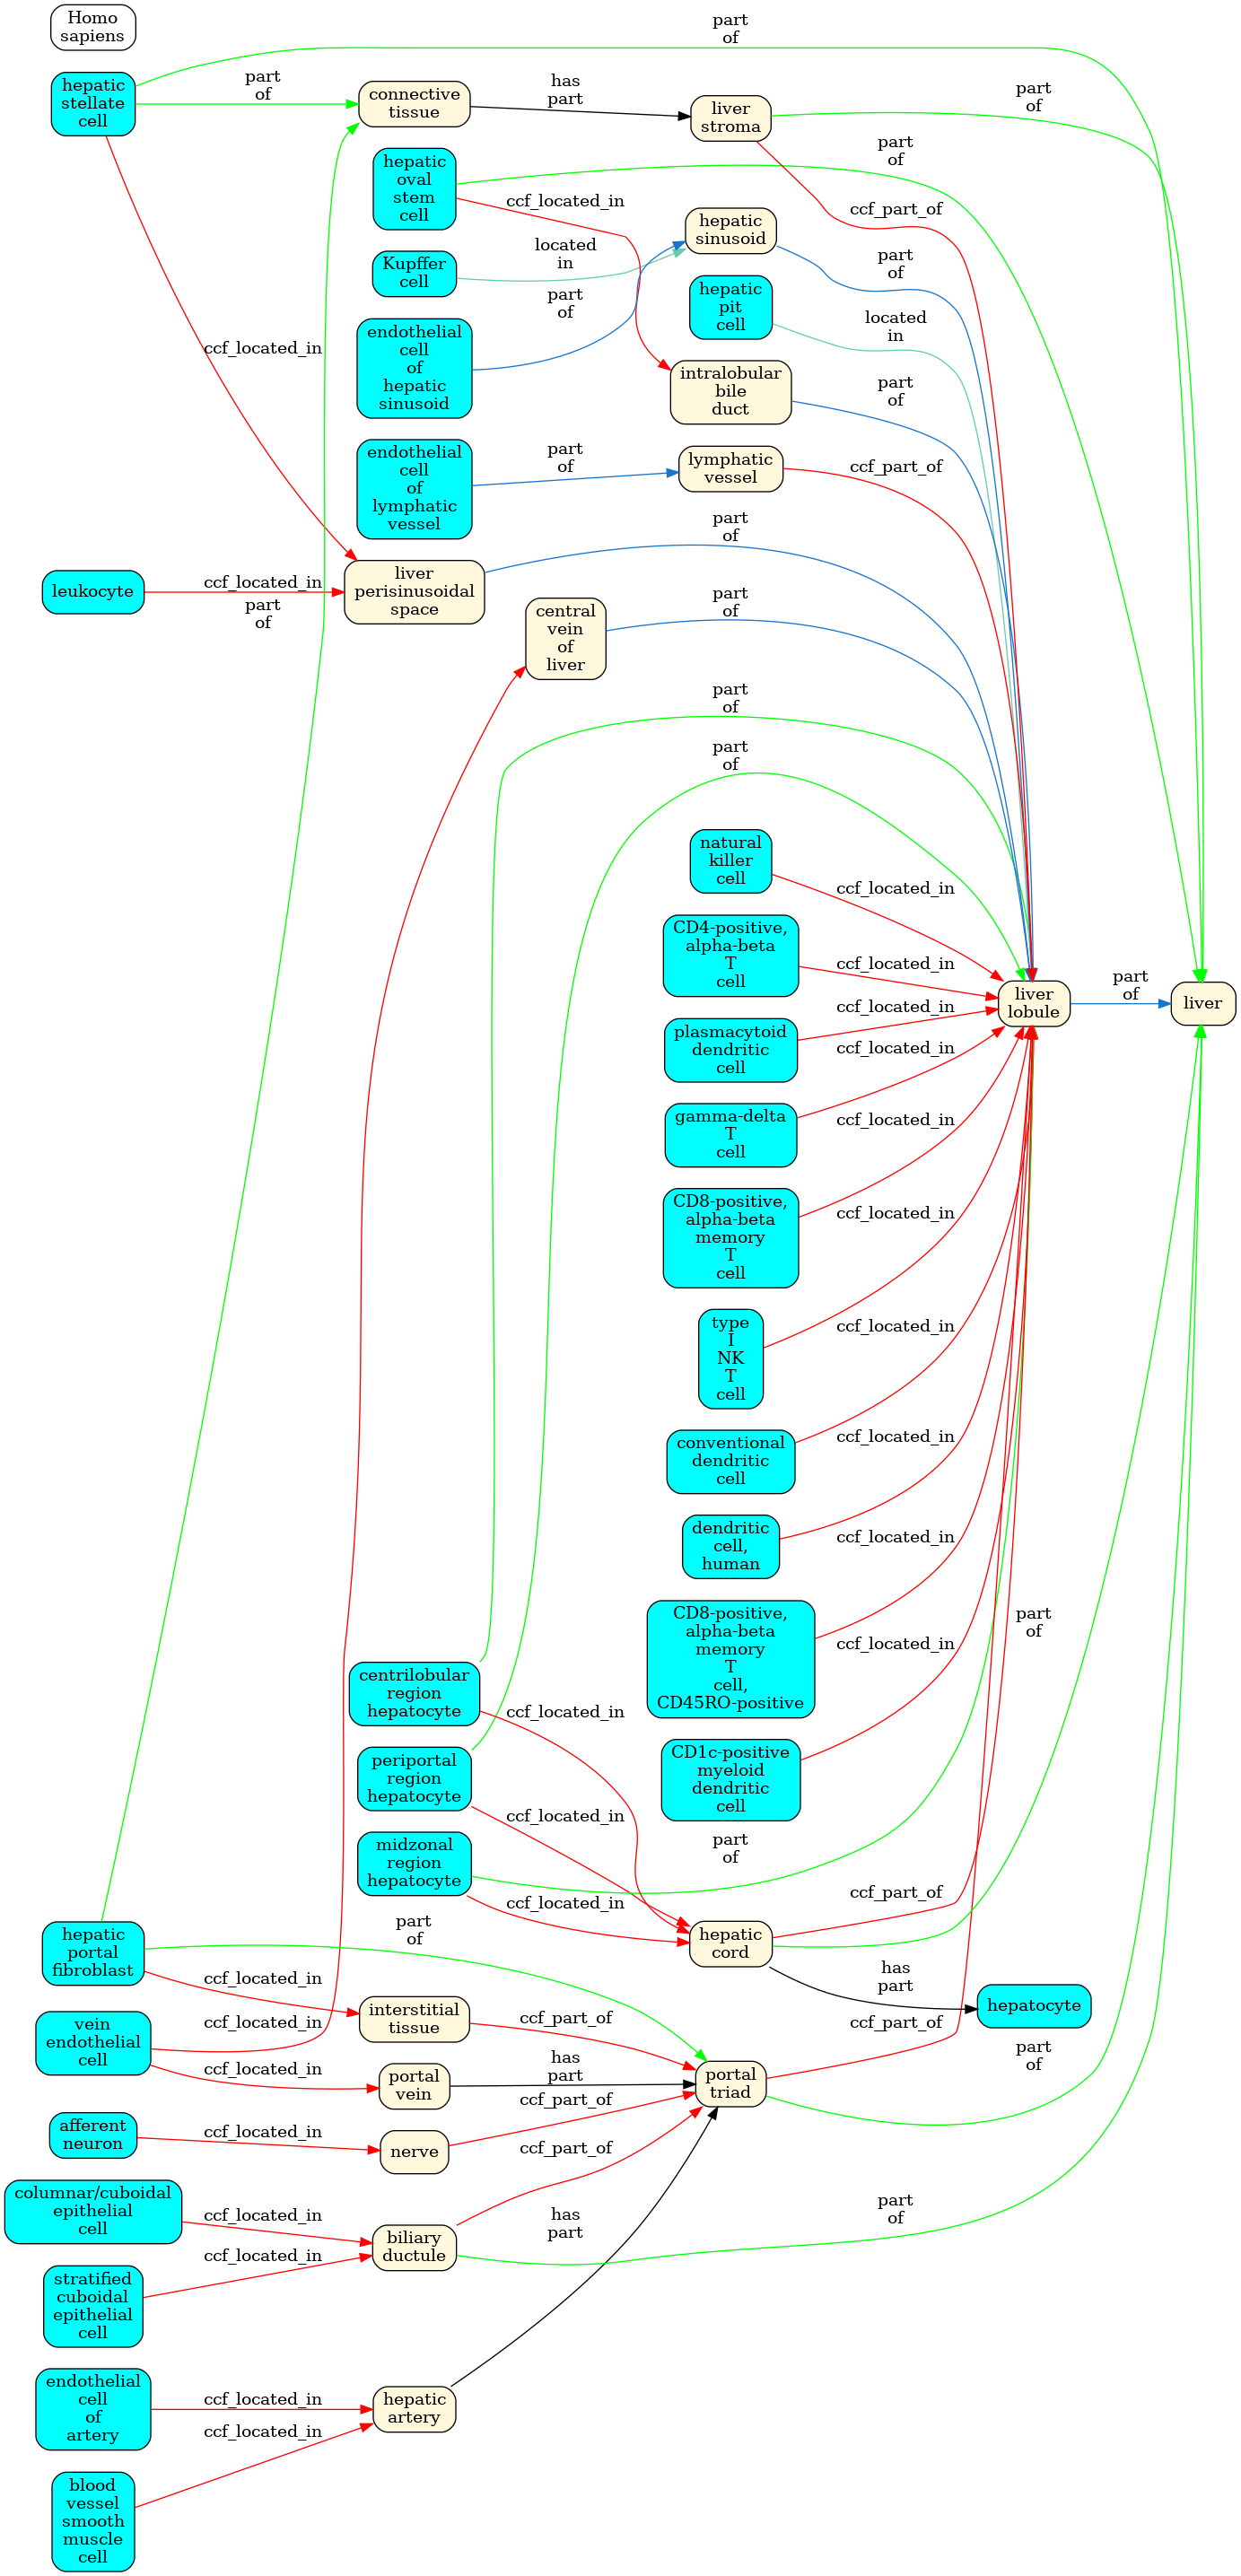 Homo
sapiens
part
of
hepatic
stellate
cell
part
of
connective
tissue
has
part
liver
stroma
part
of
hepatic
oval
stem
cell
part
of
ccf_located_in
ccf_part_of
hepatic
sinusoid
Kupffer
cell
located
in
part
of
hepatic
pit
cell
part
of
located
in
endothelial
cell
of
hepatic
sinusoid
ccf_located_in
intralobular
bile
duct
part
of
endothelial
cell
of
lymphatic
vessel
part
of
lymphatic
vessel
ccf_part_of
leukocyte
ccf_located_in
part
of
liver
perisinusoidal
space
part
of
central
vein
of
liver
part
of
part
of
part
of
natural
killer
cell
ccf_located_in
CD4-positive,
alpha-beta
T
cell
ccf_located_in
liver
lobule
part
of
liver
plasmacytoid
dendritic
cell
ccf_located_in
ccf_located_in
gamma-delta
T
cell
ccf_located_in
CD8-positive,
alpha-beta
memory
T
cell
ccf_located_in
type
I
NK
T
cell
ccf_located_in
conventional
dendritic
cell
ccf_located_in
dendritic
cell,
human
ccf_located_in
CD8-positive,
alpha-beta
memory
T
cell,
CD45RO-positive
part
of
ccf_located_in
centrilobular
region
hepatocyte
ccf_located_in
CD1c-positive
myeloid
dendritic
cell
periportal
region
hepatocyte
ccf_located_in
midzonal
region
hepatocyte
part
of
ccf_located_in
ccf_part_of
hepatic
portal
fibroblast
part
of
hepatic
cord
has
part
hepatocyte
ccf_located_in
interstitial
tissue
ccf_part_of
ccf_part_of
vein
endothelial
cell
ccf_located_in
ccf_located_in
portal
vein
has
part
portal
triad
part
of
afferent
neuron
ccf_located_in
nerve
ccf_part_of
columnar/cuboidal
epithelial
cell
ccf_located_in
ccf_part_of
part
of
stratified
cuboidal
epithelial
cell
ccf_located_in
biliary
ductule
has
part
endothelial
cell
of
artery
ccf_located_in
hepatic
artery
ccf_located_in
blood
vessel
smooth
muscle
cell